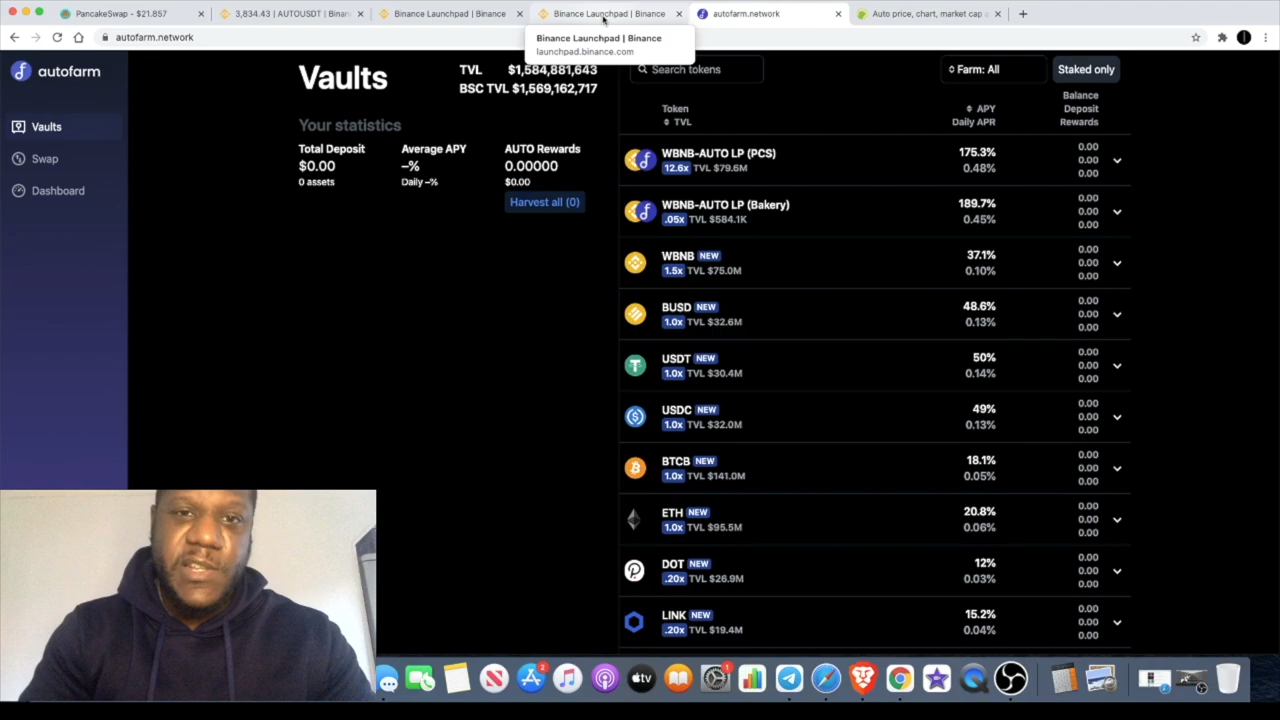 PancakeSwap - $21.857
3,834.43 | AUTOUSDT | Binan
Binance Launchpad | Binance
Binance Launchpad | Binance
autofarm.network
Auto price, chart, market cap a
autofarm.network
Binance Launchpad | Binance
launchpad.binance.com
autofarm
Vaults
Swap
Dashboard
Vaults
TVL $1,584,881,643
BSC TVL $1,569,162,717
Your statistics
Total Deposit
$0.00
0 assets
Average APY
–%
Daily –%
AUTO Rewards
0.00000
$0.00
Harvest all (0)
Search tokens
Farm: All
Staked only
Token
TVL
APY
Daily APR
Balance
Deposit
Rewards
WBNB-AUTO LP (PCS)
12.6x TVL $79.6M
175.3%
0.48%
0.00
0.00
0.00
WBNB-AUTO LP (Bakery)
.05x TVL $584.1K
189.7%
0.45%
0.00
0.00
0.00
WBNB NEW
1.5x TVL $75.0M
37.1%
0.10%
0.00
0.00
0.00
BUSD NEW
1.0x TVL $32.6M
48.6%
0.13%
0.00
0.00
0.00
USDT NEW
1.0x TVL $30.4M
50%
0.14%
0.00
0.00
0.00
USDC NEW
1.0x TVL $32.0M
49%
0.13%
0.00
0.00
0.00
BTCB NEW
1.0x TVL $141.0M
18.1%
0.05%
0.00
0.00
0.00
ETH NEW
1.0x TVL $95.5M
20.8%
0.06%
0.00
0.00
0.00
DOT NEW
.20x TVL $26.9M
12%
0.03%
0.00
0.00
0.00
LINK NEW
.20x TVL $19.4M
15.2%
0.04%
0.00
0.00
0.00
2
tv
1